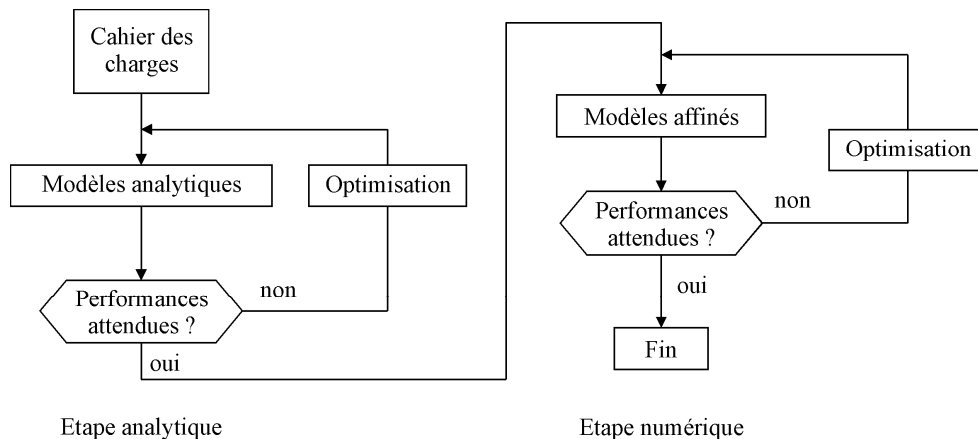 Cahier des
charges
Modèles analytiques
Optimisation
Performances
attendues ?
non
oui
Etape analytique
Modèles affinés
Optimisation
Performances
attendues ?
non
oui
Fin
Etape numérique